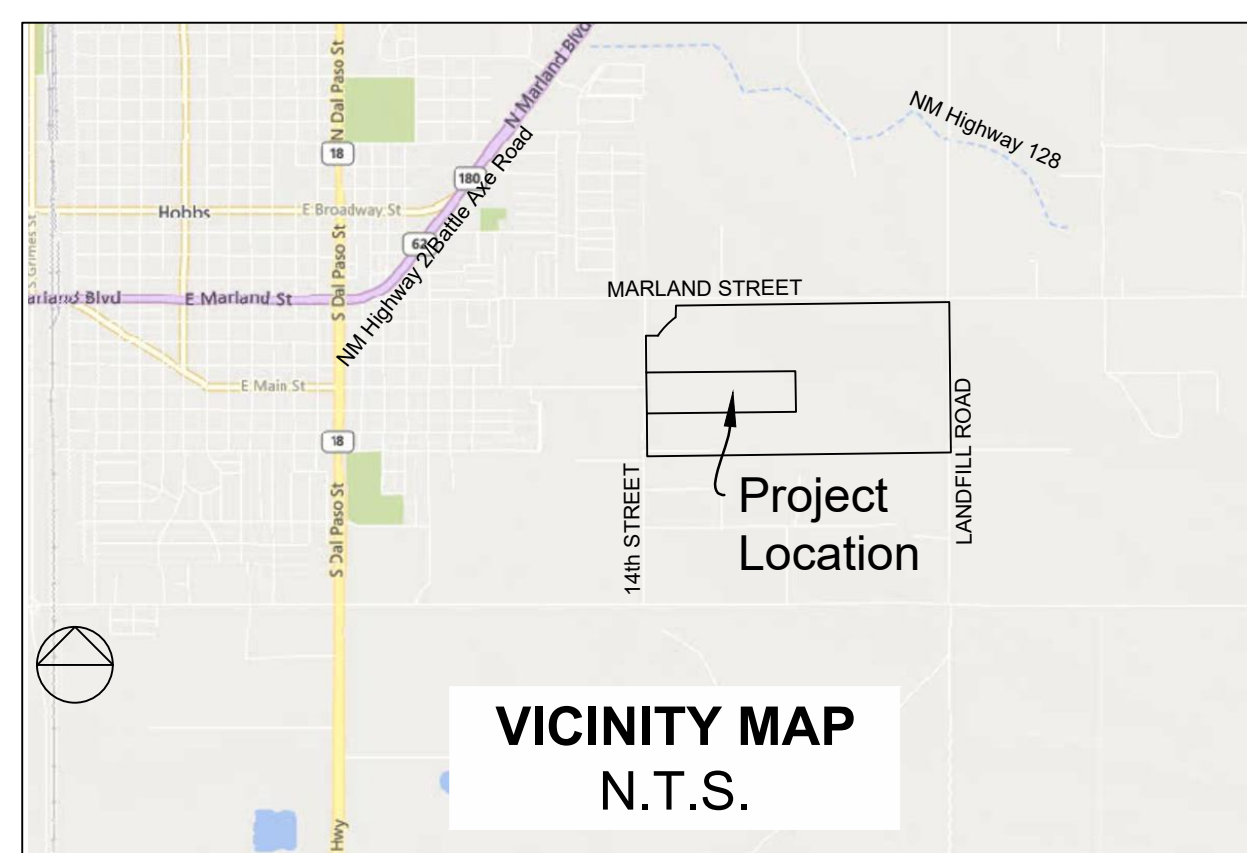 N Dal Paso St
N Marland Blvd
NM Highway 128
18
180
Hobbs
E Broadway St
NM Highway 2/Battle Axe Road
S Grimes St
62
S Dal Paso St
MARLAND STREET
arland Blvd
E Marland St
E Main St
LANDFILL ROAD
18
Project
Location
14th STREET
S Dal Paso St
VICINITY MAP
N.T.S.
Hwy